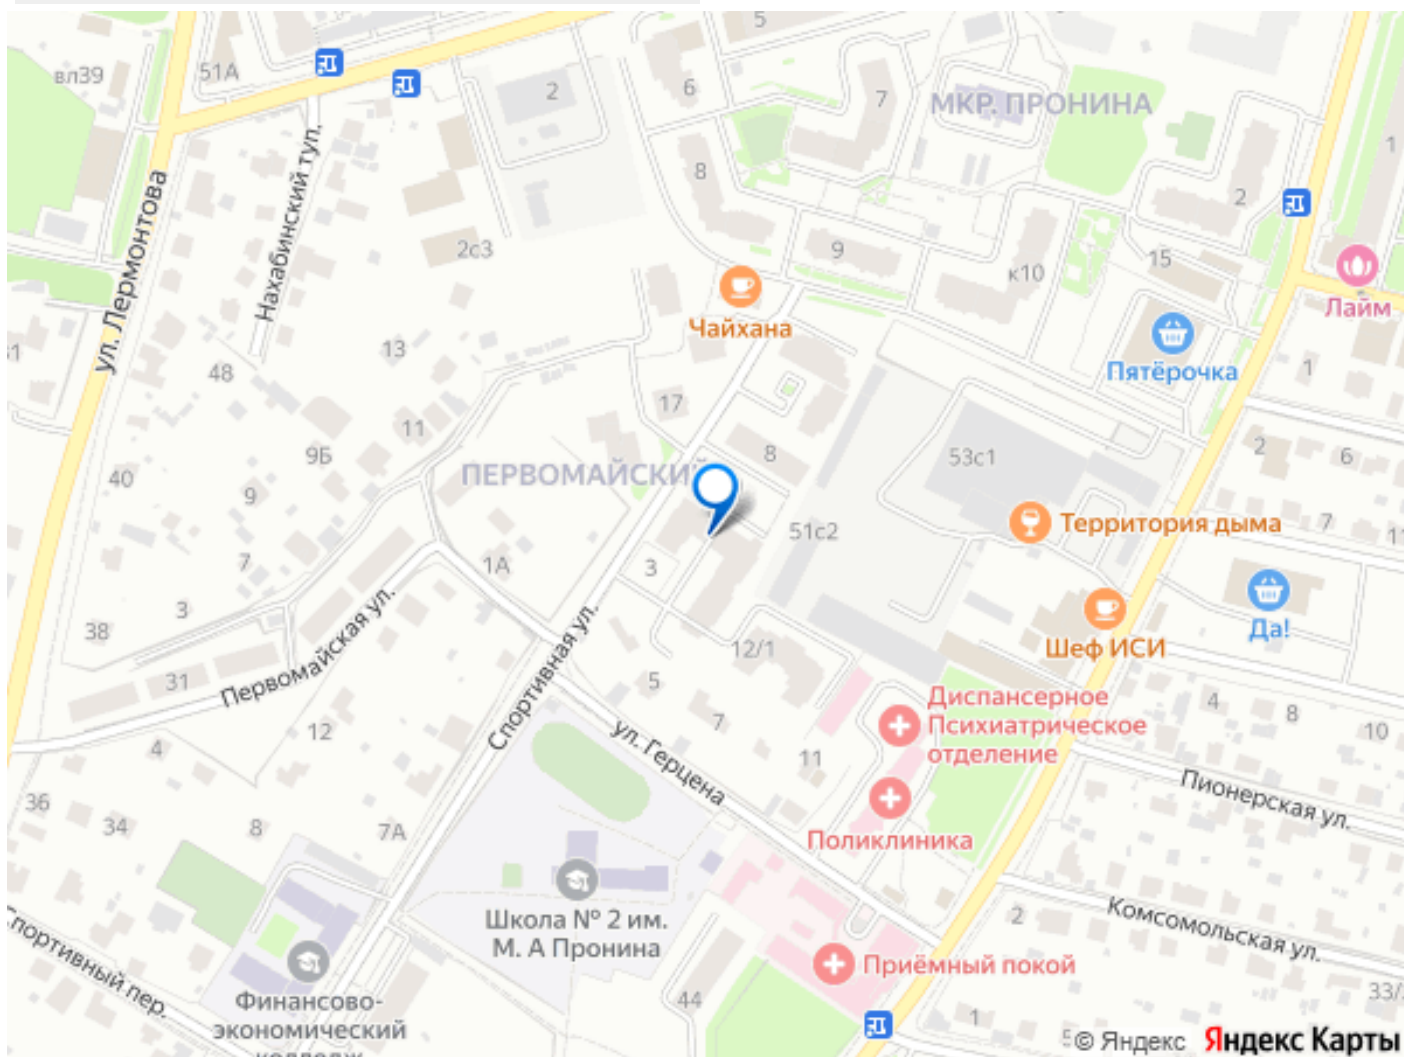 5
вл39
51А
2
6
7
МКР. ПРОНИНА
1
Нахабинский туп.
ул. Лермонтова
8
2
2с3
9
к10
15
Чайхана
Лайм
13
Пятёрочка
48
1
17
11
9Б
8
53с1
2
6
40
9
ПЕРВОМАЙСКИЙ
51с2
Территория дыма
7
11
7
1А
3
3
Да!
38
Шеф ИСИ
12/1
31
Первомайская ул.
Спортивная ул.
5
Диспансерное
Психиатрическое
отделение
4
8
10
12
7
4
ул. Герцена
11
Пионерская ул.
36
34
8
7А
Поликлиника
Школа № 2 им.
М. А Пронина
2
Комсомольская ул.
Спортивный пер.
Приёмный покой
Финансово-
экономический
колледж
44
1
33/
5
© Яндекс Яндекс Карты